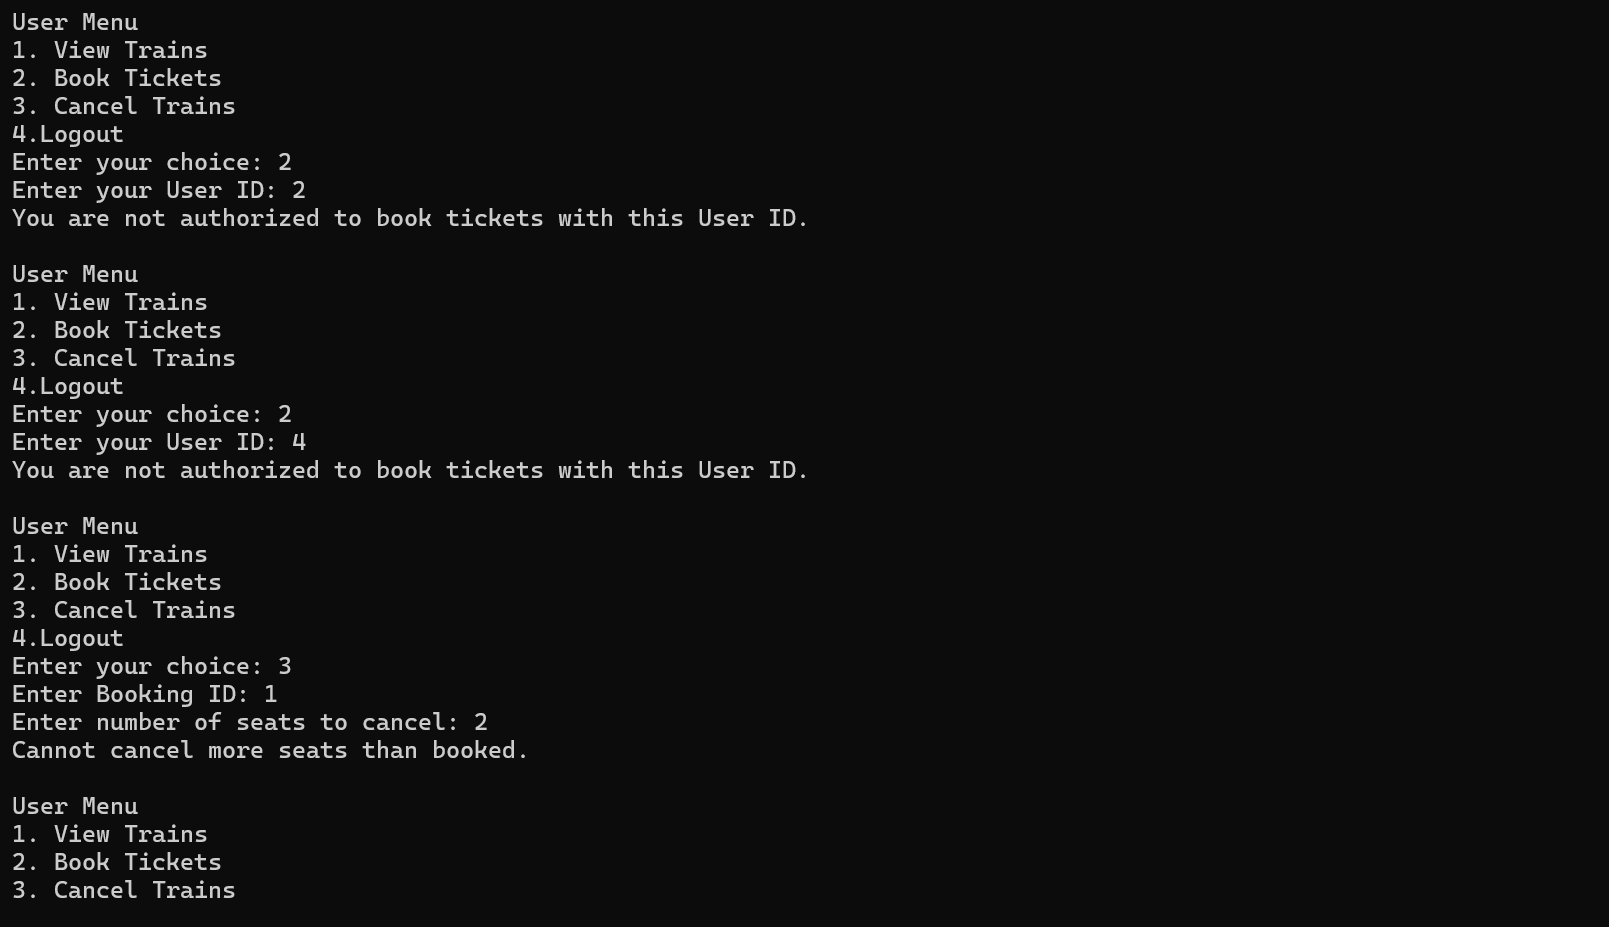 User Menu
1. View Trains
2. Book Tickets
3. Cancel Trains
4.Logout
Enter your choice: 2
Enter your User ID: 2
You are not authorized to book tickets with this User ID.
User Menu
1. View Trains
2. Book Tickets
3. Cancel Trains
4.Logout
Enter your choice: 2
Enter your User ID: 4
You are not authorized to book tickets with this User ID.
User Menu
1. View Trains
2. Book Tickets
3. Cancel Trains
4.Logout
Enter your choice: 3
Enter Booking ID: 1
Enter number of seats to cancel: 2
Cannot cancel more seats than booked.
User Menu
1. View Trains
2. Book Tickets
3. Cancel Trains